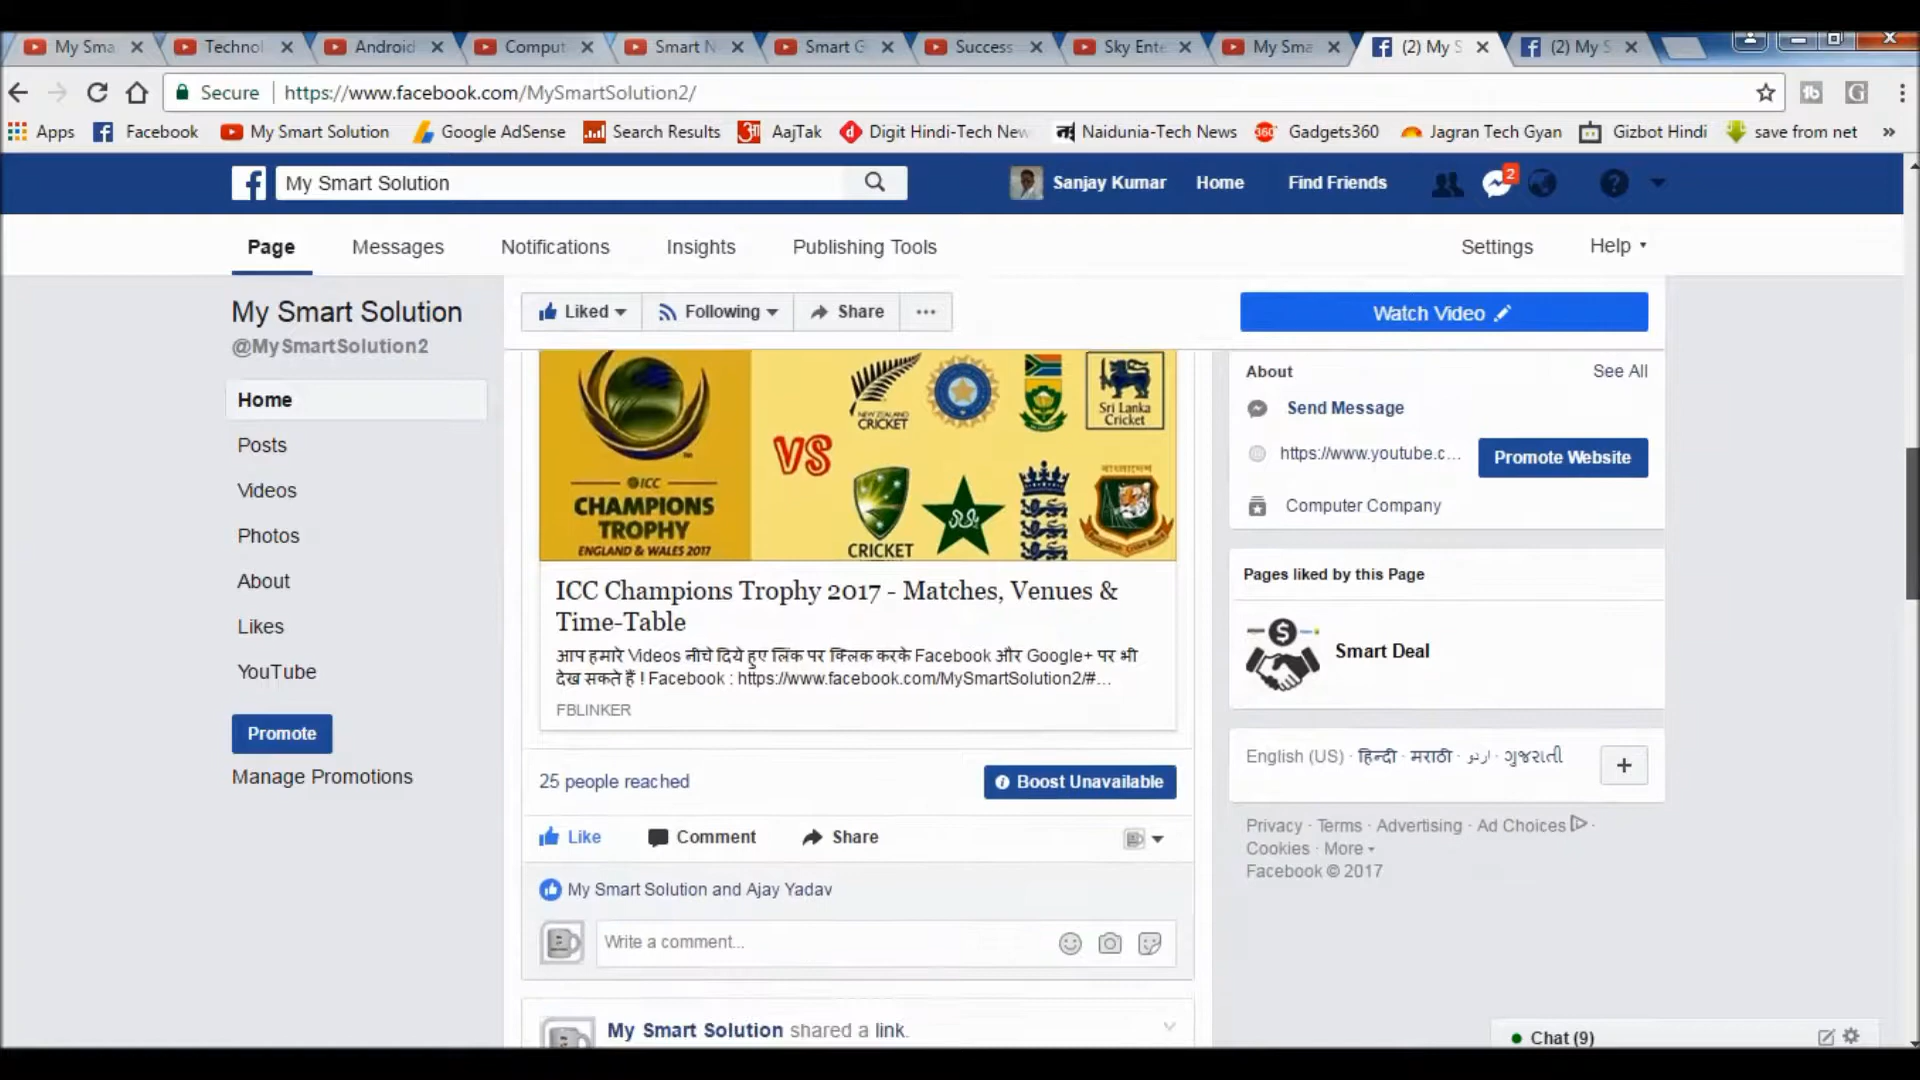 My Sma
Technol
Android
Comput
Smart N
Smart G
Success
Sky Ente
My Sma
(2) My S
(2) My S
Secure
https://www.facebook.com/MySmartSolution2/
Apps
Facebook
My Smart Solution
Google AdSense
Search Results
AajTak
Digit Hindi-Tech New
Naidunia-Tech News
Gadgets360
Jagran Tech Gyan
Gizbot Hindi
save from net
»
My Smart Solution
Sanjay Kumar
Home
Find Friends
2
Page
Messages
Notifications
Insights
Publishing Tools
Settings
Help
My Smart Solution
@MySmartSolution2
Home
Posts
Videos
Photos
About
Likes
YouTube
Promote
Manage Promotions
Liked
Following
Share
...
Watch Video
ICC
CHAMPIONS
TROPHY
ENGLAND & WALES 2017
VS
NEW ZEALAND
CRICKET
Sri Lanka
Cricket
CRICKET
ICC Champions Trophy 2017 - Matches, Venues &
Time-Table
आप हमारे Videos नीचे दिये हुए लिंक पर क्लिक करके Facebook और Google+ पर भी
देख सकते हैं ! Facebook : https://www.facebook.com/MySmartSolution2/#...
FBLINKER
25 people reached
Boost Unavailable
Like
Comment
Share
My Smart Solution and Ajay Yadav
Write a comment...
My Smart Solution shared a link.
About
See All
Send Message
https://www.youtube.c...
Promote Website
Computer Company
Pages liked by this Page
Smart Deal
English (US) · हिन्दी · मराठी · اردو · ગુજરાતી
+
Privacy · Terms · Advertising · Ad Choices ·
Cookies · More
Facebook © 2017
Chat (9)